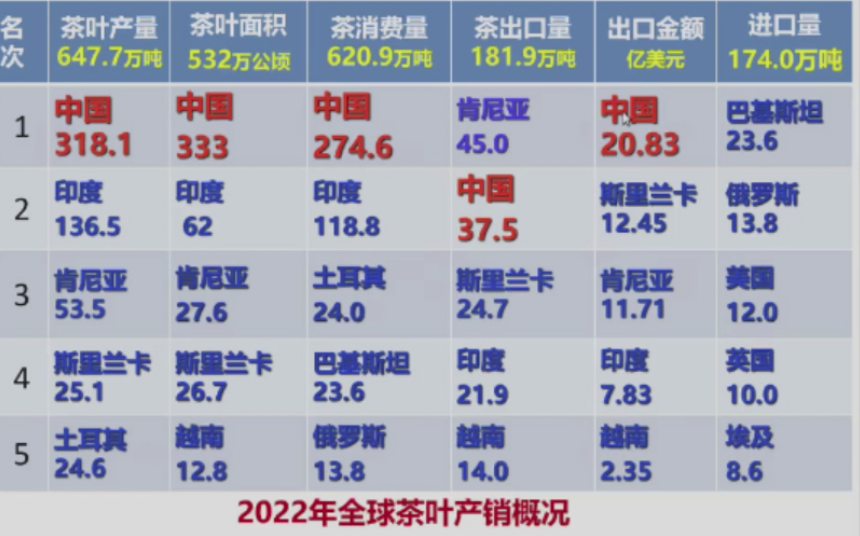 名次 茶叶产量 647.7万吨 茶叶面积 532万公顷 茶消费量 620.9万吨 茶出口量 181.9万吨 出口金额 亿美元 进口量 174.0万吨
1 中国 318.1 中国 333 中国 274.6 肯尼亚 45.0 中国 20.83 巴基斯坦 23.6
2 印度 136.5 印度 62 印度 118.8 中国 37.5 斯里兰卡 12.45 俄罗斯 13.8
3 肯尼亚 53.5 肯尼亚 27.6 土耳其 24.0 斯里兰卡 24.7 肯尼亚 11.71 美国 12.0
4 斯里兰卡 25.1 斯里兰卡 26.7 巴基斯坦 23.6 印度 21.9 印度 7.83 英国 10.0
5 土耳其 24.6 越南 12.8 俄罗斯 13.8 越南 14.0 越南 2.35 埃及 8.6
2022年全球茶叶产销概况